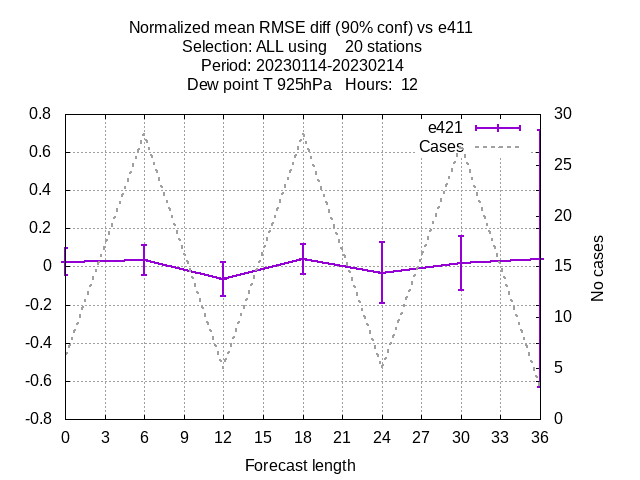 Normalized mean RMSE diff (90% conf) vs e411
Selection: ALL using    20 stations
Period: 20230114-20230214
Dew point T 925hPa   Hours:  12
e421
Cases
0.8
0.6
0.4
0.2
0
-0.2
-0.4
-0.6
-0.8
30
25
20
15
10
5
0
No cases
0 3 6 9 12 15 18 21 24 27 30 33 36
Forecast length